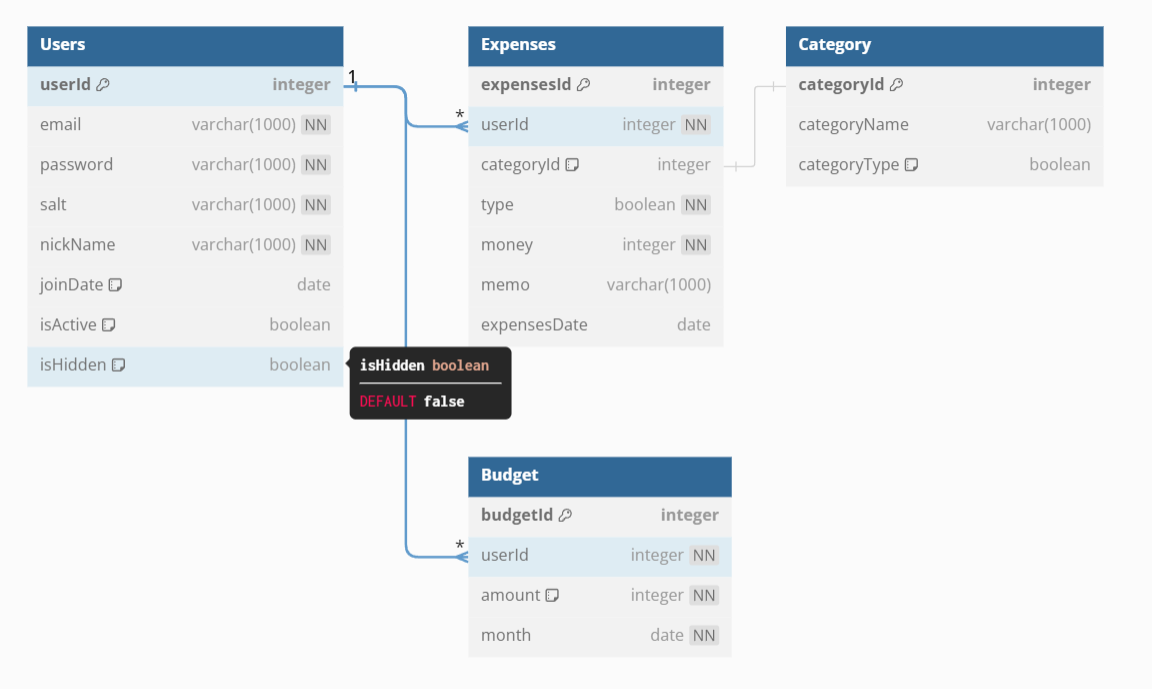 Users
userId integer
email varchar(1000) NN
password varchar(1000) NN
salt varchar(1000) NN
nickName varchar(1000) NN
joinDate date
isActive boolean
isHidden boolean
1
*
Expenses
expensesId integer
userId integer NN
categoryId integer
type boolean NN
money integer NN
memo varchar(1000)
expensesDate date
Category
categoryId integer
categoryName varchar(1000)
categoryType boolean
isHidden boolean
DEFAULT false
*
Budget
budgetId integer
userId integer NN
amount integer NN
month date NN